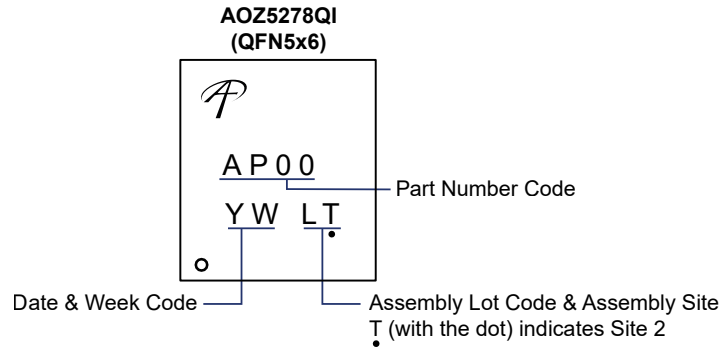 AOZ5278QI
(QFN5x6)
AP00
Part Number Code
YW LT
Date & Week Code
Assembly Lot Code & Assembly Site
T (with the dot) indicates Site 2